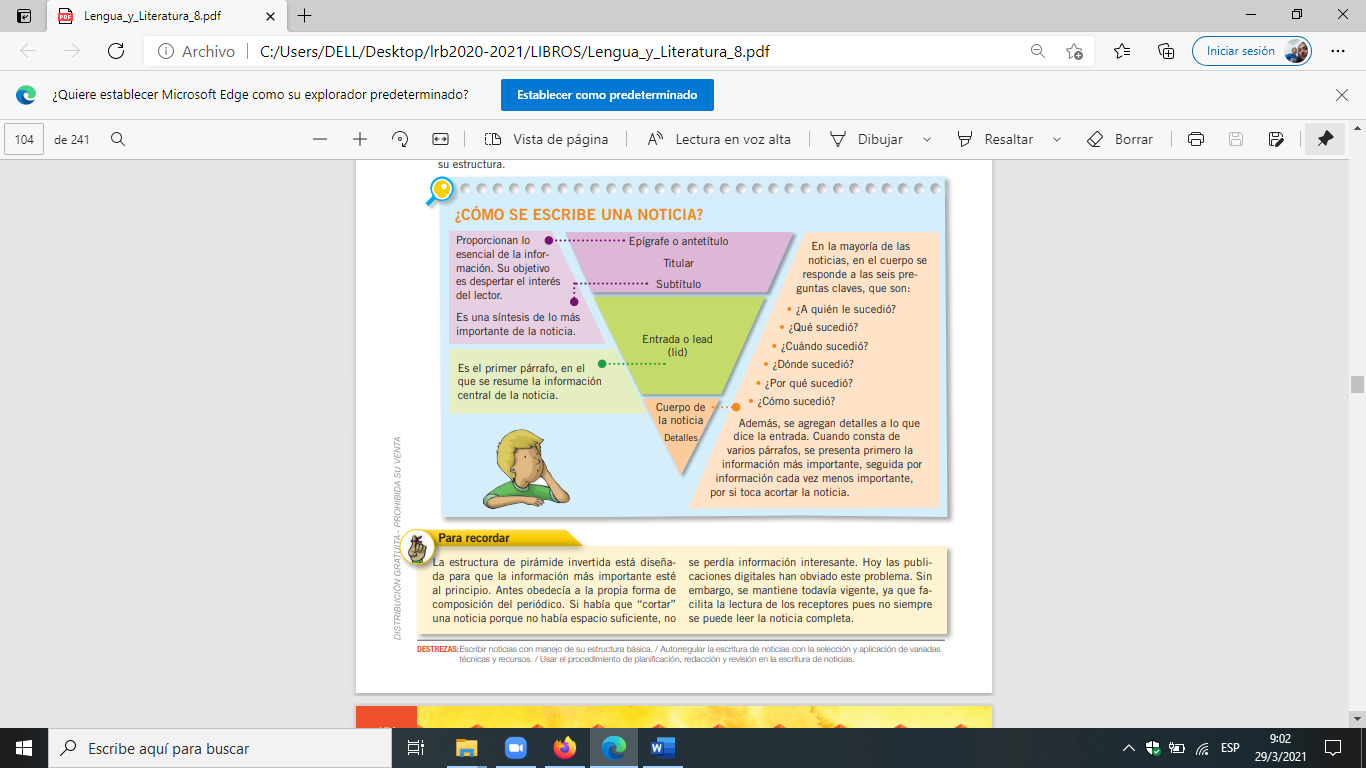 Lengua_y_Literatura_8.pdf
Archivo
C:/Users/DELL/Desktop/lrb2020-2021/LIBROS/Lengua_y_Literatura_8.pdf
Iniciar sesión
¿Quiere establecer Microsoft Edge como su explorador predeterminado?
Establecer como predeterminado
104
de 241
Vista de página
Lectura en voz alta
Dibujar
Resaltar
Borrar
su estructura.
¿CÓMO SE ESCRIBE UNA NOTICIA?
Proporcionan lo
esencial de la infor-
mación. Su objetivo
es despertar el interés
del lector.
Es una síntesis de lo más
importante de la noticia.
Es el primer párrafo, en el
que se resume la información
central de la noticia.
Epígrafe o antetítulo
Titular
Subtítulo
Entrada o lead
(lid)
Cuerpo de
la noticia
Detalles
En la mayoría de las
noticias, en el cuerpo se
responde a las seis pre-
guntas claves, que son:
• ¿A quién le sucedió?
• ¿Qué sucedió?
• ¿Cuándo sucedió?
• ¿Dónde sucedió?
• ¿Por qué sucedió?
• ¿Cómo sucedió?
Además, se agregan detalles a lo que
dice la entrada. Cuando consta de
varios párrafos, se presenta primero la
información más importante, seguida por
información cada vez menos importante,
por si toca acortar la noticia.
DISTRIBUCIÓN GRATUITA - PROHIBIDA SU VENTA
Para recordar
La estructura de pirámide invertida está diseña-
da para que la información más importante esté
al principio. Antes obedecía a la propia forma de
composición del periódico. Si había que “cortar”
una noticia porque no había espacio suficiente, no
se perdía información interesante. Hoy las publi-
caciones digitales han obviado este problema. Sin
embargo, se mantiene todavía vigente, ya que fa-
cilita la lectura de los receptores pues no siempre
se puede leer la noticia completa.
DESTREZAS: Escribir noticias con manejo de su estructura básica. / Autorregular la escritura de noticias con la selección y aplicación de variadas
técnicas y recursos. / Usar el procedimiento de planificación, redacción y revisión en la escritura de noticias.
Escribe aquí para buscar
ESP
9:02
29/3/2021